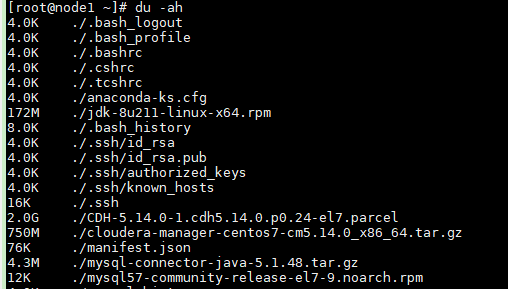 [root@node1 ~]# du -ah
4.0K ./.bash_logout
4.0K ./.bash_profile
4.0K ./.bashrc
4.0K ./.cshrc
4.0K ./.tcshrc
4.0K ./anaconda-ks.cfg
172M ./jdk-8u211-linux-x64.rpm
8.0K ./.bash_history
4.0K ./.ssh/id_rsa
4.0K ./.ssh/id_rsa.pub
4.0K ./.ssh/authorized_keys
4.0K ./.ssh/known_hosts
16K ./.ssh
2.0G ./CDH-5.14.0-1.cdh5.14.0.p0.24-el7.parcel
750M ./cloudera-manager-centos7-cm5.14.0_x86_64.tar.gz
76K ./manifest.json
4.3M ./mysql-connector-java-5.1.48.tar.gz
12K ./mysql57-community-release-el7-9.noarch.rpm